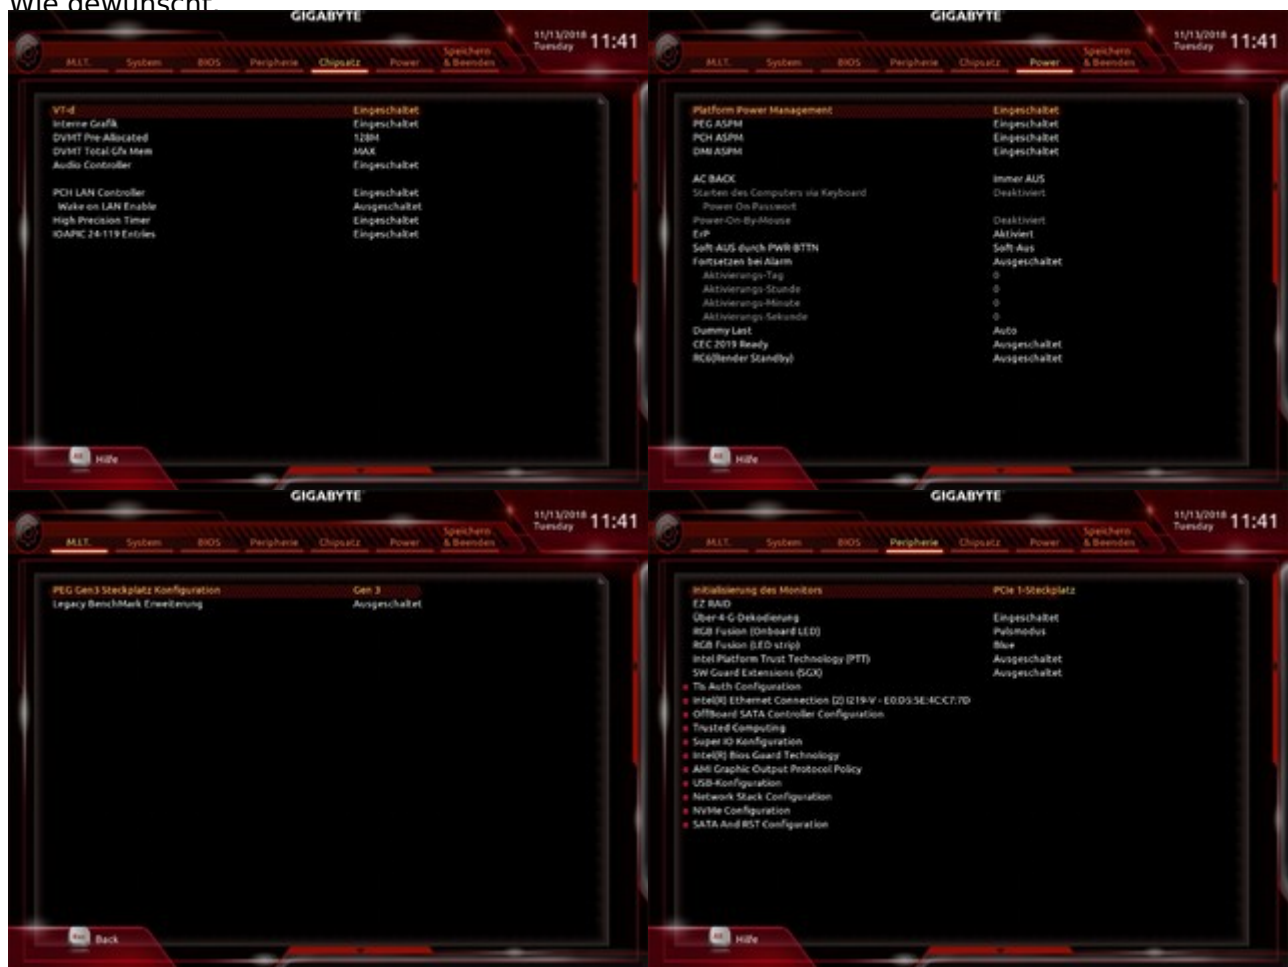 Wie gewünscht.
GIGABYTE
11/13/2018
Tuesday
11:41
M.I.T. System BIOS Peripherie Chipsatz Power Speichern & Beenden
VT-d Eingeschaltet
Interne Grafik Eingeschaltet
DVMT Pre-Allocated 128M
DVMT Total Gfx Mem MAX
Audio Controller Eingeschaltet
PCH LAN Controller Eingeschaltet
Wake on LAN Enable Ausgeschaltet
High Precision Timer Eingeschaltet
IOAPIC 24-119 Entries Eingeschaltet
Hilfe
GIGABYTE
11/13/2018
Tuesday
11:41
M.I.T. System BIOS Peripherie Chipsatz Power Speichern & Beenden
Platform Power Management Eingeschaltet
PEG ASPM Eingeschaltet
PCH ASPM Eingeschaltet
DMI ASPM Eingeschaltet
AC BACK Immer AUS
Starten des Computers via Keyboard Deaktiviert
Power On Passwort
Power-On-By-Mouse Deaktiviert
ErP Aktiviert
Soft-AUS durch PWR-BTTN Soft-Aus
Fortsetzen bei Alarm Ausgeschaltet
Aktivierungs-Tag 0
Aktivierungs-Stunde 0
Aktivierungs-Minute 0
Aktivierungs-Sekunde 0
Dummy Last Auto
CEC 2019 Ready Ausgeschaltet
RC6(Render Standby) Ausgeschaltet
Hilfe
GIGABYTE
11/13/2018
Tuesday
11:41
M.I.T. System BIOS Peripherie Chipsatz Power Speichern & Beenden
PEG Gen3 Steckplatz Konfiguration Gen 3
Legacy BenchMark Erweiterung Ausgeschaltet
Back
GIGABYTE
11/13/2018
Tuesday
11:41
M.I.T. System BIOS Peripherie Chipsatz Power Speichern & Beenden
Initialisierung des Monitors PCIe 1-Steckplatz
EZ RAID
Über-4-G-Dekodierung Eingeschaltet
RGB Fusion (Onboard LED) Pulsmodus
RGB Fusion (LED strip) Blue
Intel Platform Trust Technology (PTT) Ausgeschaltet
SW Guard Extensions (SGX) Ausgeschaltet
Tls Auth Configuration
Intel(R) Ethernet Connection (2) I219-V - E0:D5:5E:4C:C7:7D
OffBoard SATA Controller Configuration
Trusted Computing
Super IO Konfiguration
Intel(R) Bios Guard Technology
AMI Graphic Output Protocol Policy
USB-Konfiguration
Network Stack Configuration
NVMe Configuration
SATA And RST Configuration
Hilfe